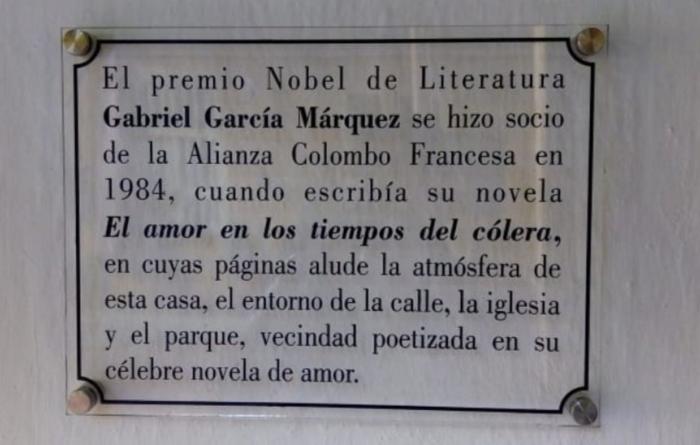 El premio Nobel de Literatura
Gabriel García Márquez se hizo socio
de la Alianza Colombo Francesa en
1984, cuando escribía su novela
El amor en los tiempos del cólera,
en cuyas páginas alude la atmósfera de
esta casa, el entorno de la calle, la iglesia
y el parque, vecindad poetizada en su
célebre novela de amor.